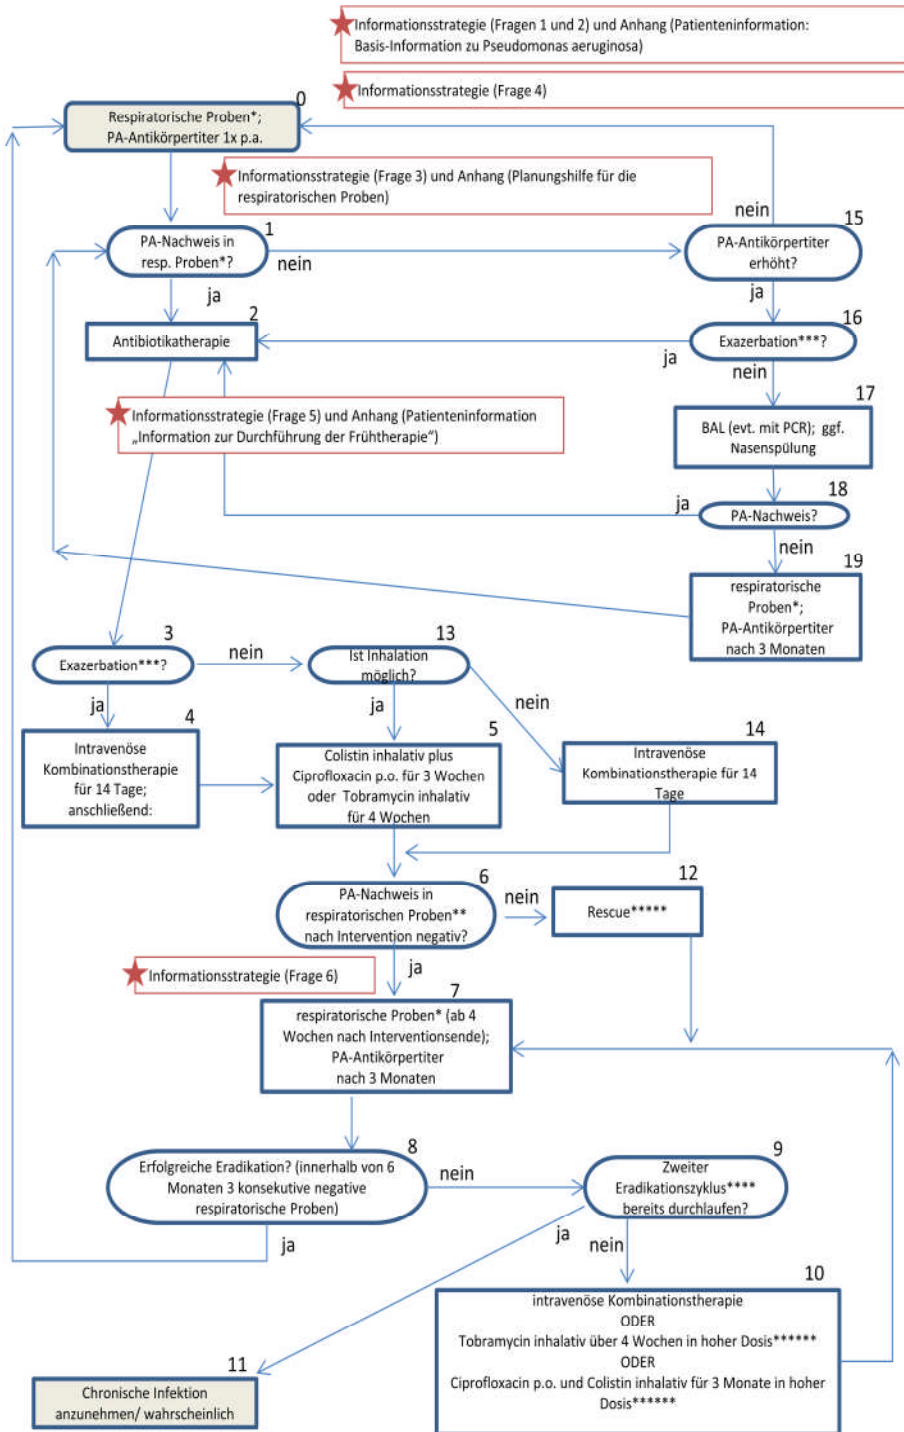 Informationsstrategie (Fragen 1 und 2) und Anhang (Patienteninformation:
Basis-Information zu Pseudomonas aeruginosa)
Informationsstrategie (Frage 4)
0
Respiratorische Proben*;
PA-Antikörpertiter 1x p.a.
Informationsstrategie (Frage 3) und Anhang (Planungshilfe für die
respiratorischen Proben)
nein
1
PA-Nachweis in
resp. Proben*?
nein
15
PA-Antikörpertiter
erhöht?
ja
ja
2
Antibiotikatherapie
16
Exazerbation***?
ja
nein
Informationsstrategie (Frage 5) und Anhang (Patienteninformation
„Information zur Durchführung der Frühtherapie“)
17
BAL (evt. mit PCR); ggf.
Nasenspülung
18
ja
PA-Nachweis?
nein
19
respiratorische
Proben*;
PA-Antikörpertiter
nach 3 Monaten
3
Exazerbation***?
nein
13
Ist Inhalation
möglich?
nein
ja
ja
4
Intravenöse
Kombinationstherapie
für 14 Tage;
anschließend:
5
Colistin inhalativ plus
Ciprofloxacin p.o. für 3 Wochen
oder Tobramycin inhalativ
für 4 Wochen
14
Intravenöse
Kombinationstherapie für 14
Tage
6
PA-Nachweis in
respiratorischen Proben**
nach Intervention negativ?
nein
12
Rescue*****
ja
Informationsstrategie (Frage 6)
7
respiratorische Proben* (ab 4
Wochen nach Interventionsende);
PA-Antikörpertiter
nach 3 Monaten
8
Erfolgreiche Eradikation? (innerhalb von 6
Monaten 3 konsekutive negative
respiratorische Proben)
nein
9
Zweiter
Eradikationszyklus****
bereits durchlaufen?
ja
ja
nein
10
intravenöse Kombinationstherapie
ODER
Tobramycin inhalativ über 4 Wochen in hoher Dosis******
ODER
Ciprofloxacin p.o. und Colistin inhalativ für 3 Monate in hoher
Dosis******
11
Chronische Infektion
anzunehmen/ wahrscheinlich